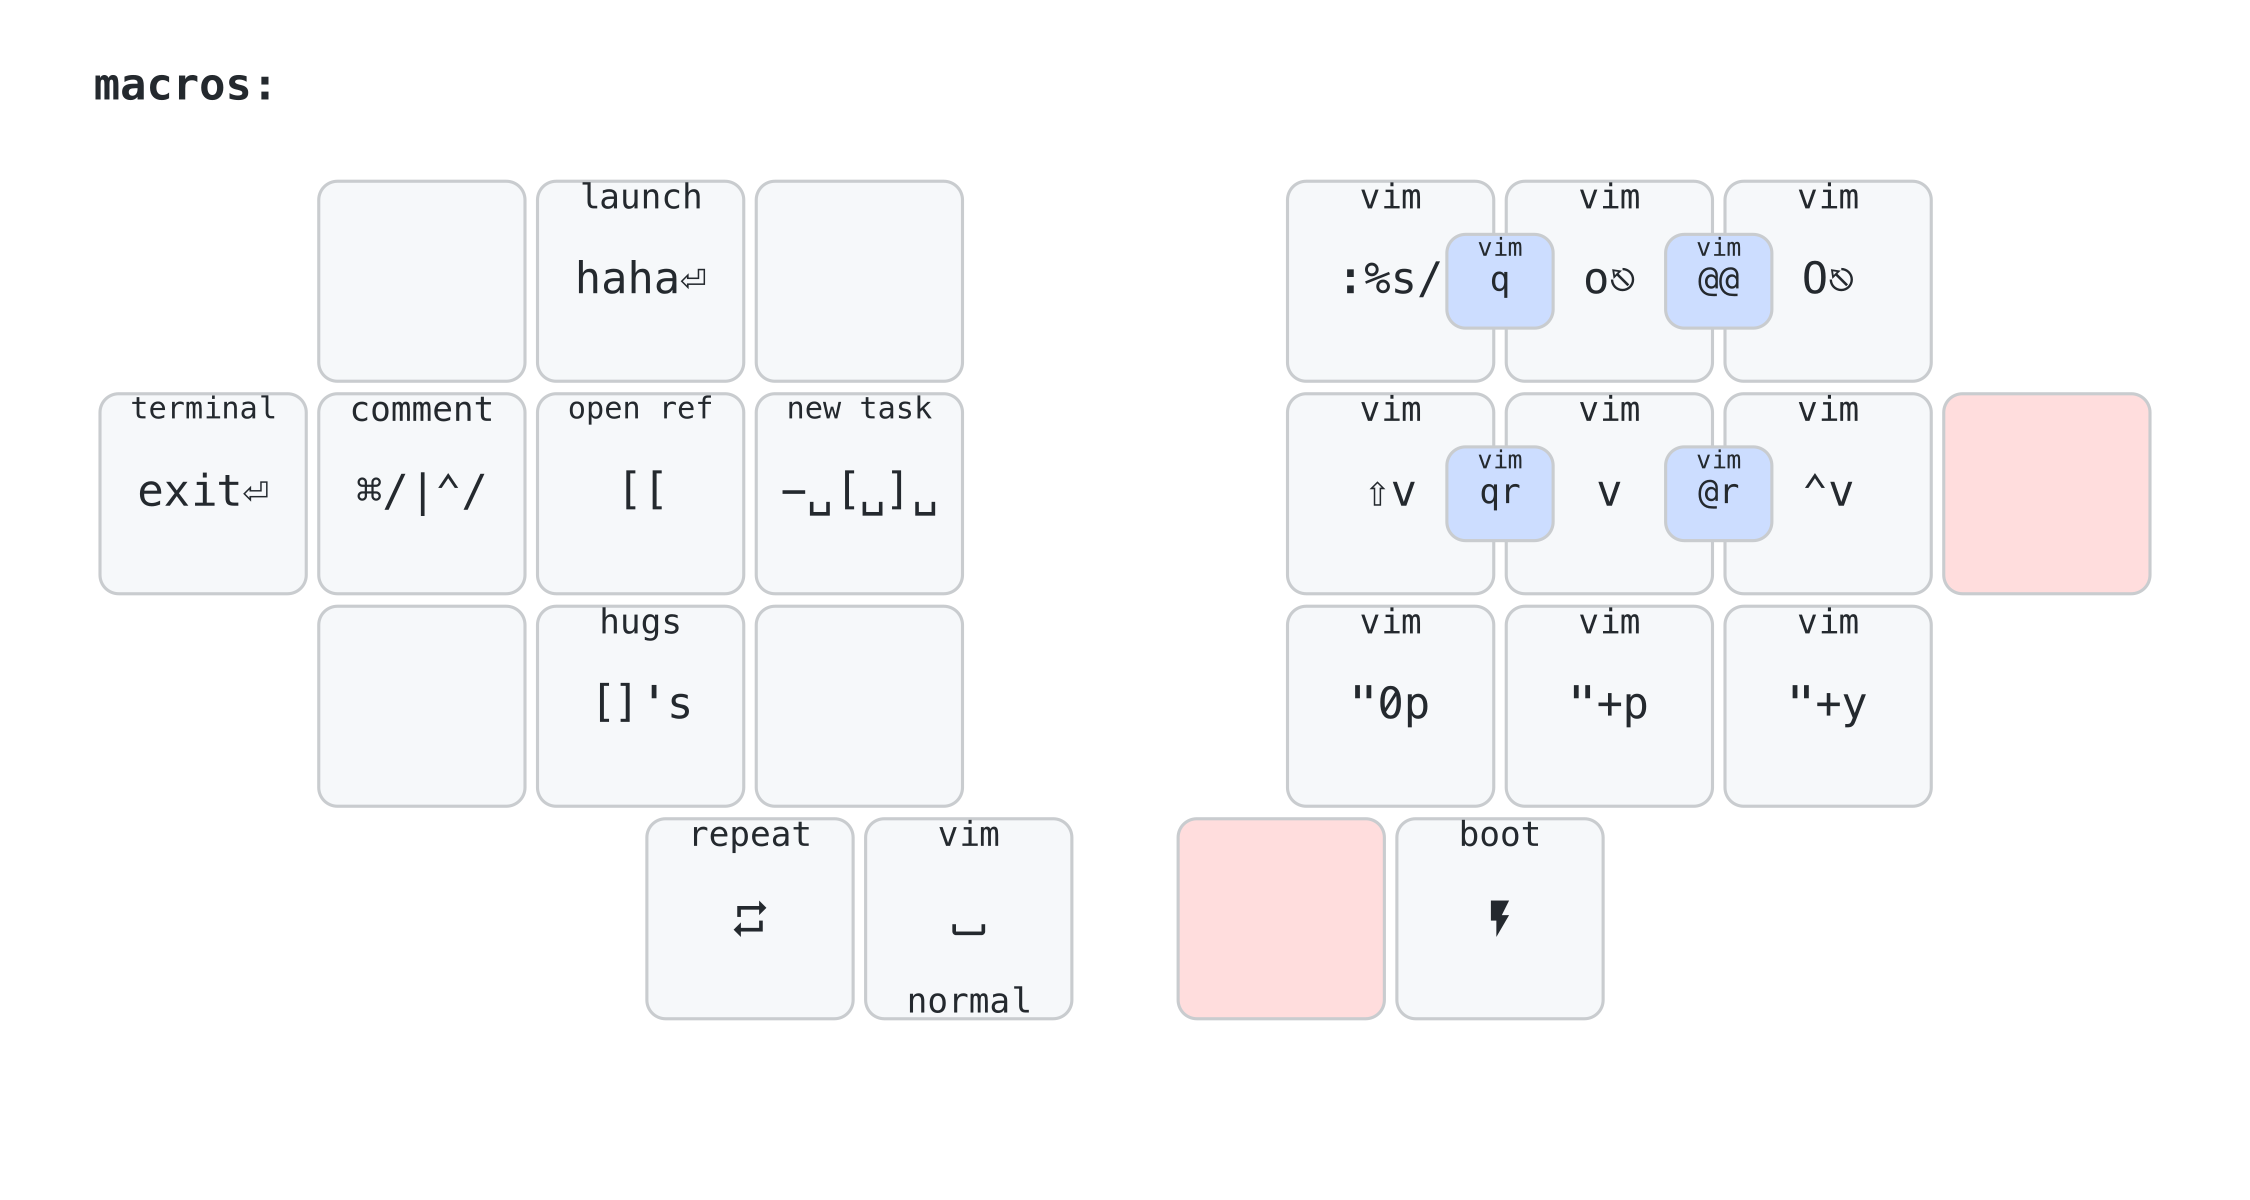 macros:
launch
haha⏎
vim
:%s/
vim
q
vim
o⎋
vim
@@
vim
O⎋
terminal
exit⏎
comment
⌘/|^/
open ref
[[
new task
-␣[␣]␣
vim
⇧v
vim
qr
vim
v
vim
@r
vim
^v
hugs
[]'s
vim
"0p
vim
"+p
vim
"+y
repeat
vim
␣
normal
boot